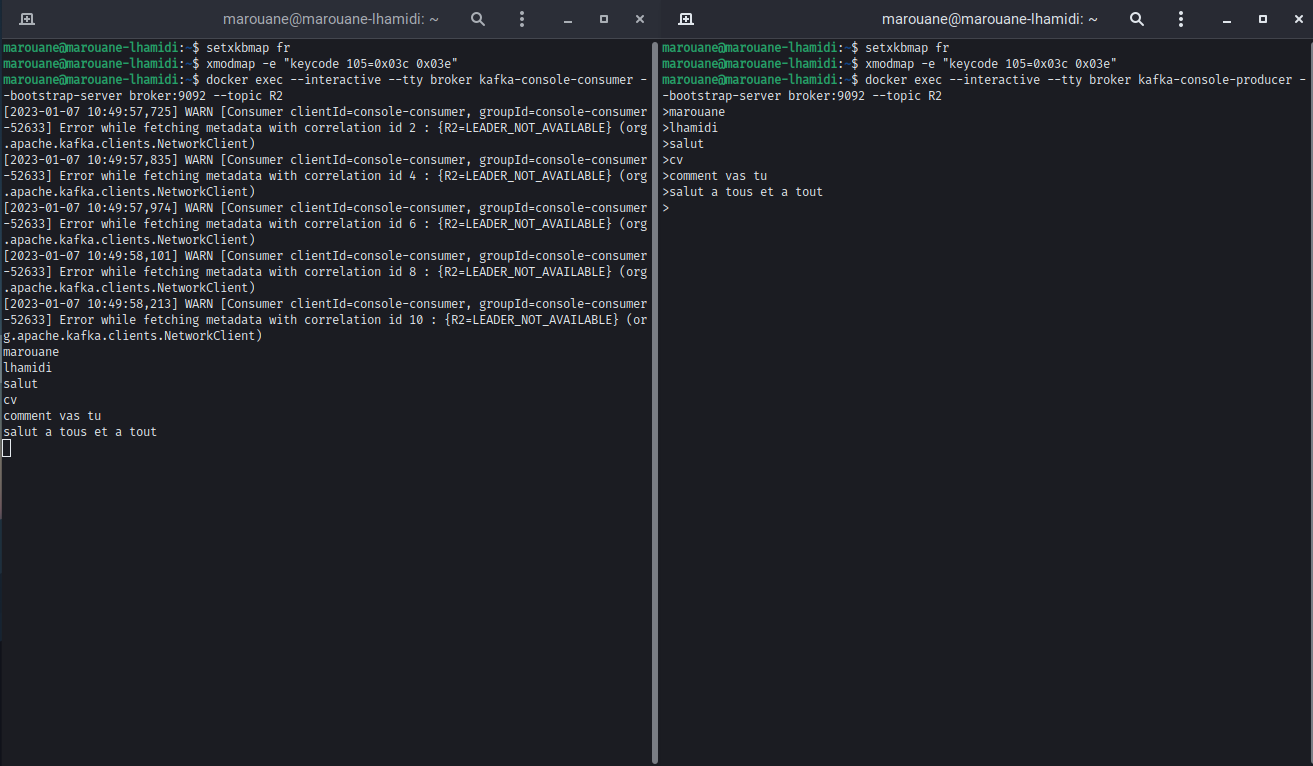 marouane@marouane-lhamidi: ~
marouane@marouane-lhamidi:~$ setxkbmap fr
marouane@marouane-lhamidi:~$ xmodmap -e "keycode 105=0x03c 0x03e"
marouane@marouane-lhamidi:~$ docker exec --interactive --tty broker kafka-console-consumer -
-bootstrap-server broker:9092 --topic R2
[2023-01-07 10:49:57,725] WARN [Consumer clientId=console-consumer, groupId=console-consumer
-52633] Error while fetching metadata with correlation id 2 : {R2=LEADER_NOT_AVAILABLE} (org
.apache.kafka.clients.NetworkClient)
[2023-01-07 10:49:57,835] WARN [Consumer clientId=console-consumer, groupId=console-consumer
-52633] Error while fetching metadata with correlation id 4 : {R2=LEADER_NOT_AVAILABLE} (org
.apache.kafka.clients.NetworkClient)
[2023-01-07 10:49:57,974] WARN [Consumer clientId=console-consumer, groupId=console-consumer
-52633] Error while fetching metadata with correlation id 6 : {R2=LEADER_NOT_AVAILABLE} (org
.apache.kafka.clients.NetworkClient)
[2023-01-07 10:49:58,101] WARN [Consumer clientId=console-consumer, groupId=console-consumer
-52633] Error while fetching metadata with correlation id 8 : {R2=LEADER_NOT_AVAILABLE} (org
.apache.kafka.clients.NetworkClient)
[2023-01-07 10:49:58,213] WARN [Consumer clientId=console-consumer, groupId=console-consumer
-52633] Error while fetching metadata with correlation id 10 : {R2=LEADER_NOT_AVAILABLE} (or
g.apache.kafka.clients.NetworkClient)
marouane
lhamidi
salut
cv
comment vas tu
salut a tous et a tout
marouane@marouane-lhamidi: ~
marouane@marouane-lhamidi:~$ setxkbmap fr
marouane@marouane-lhamidi:~$ xmodmap -e "keycode 105=0x03c 0x03e"
marouane@marouane-lhamidi:~$ docker exec --interactive --tty broker kafka-console-producer -
-bootstrap-server broker:9092 --topic R2
>marouane
>lhamidi
>salut
>cv
>comment vas tu
>salut a tous et a tout
>